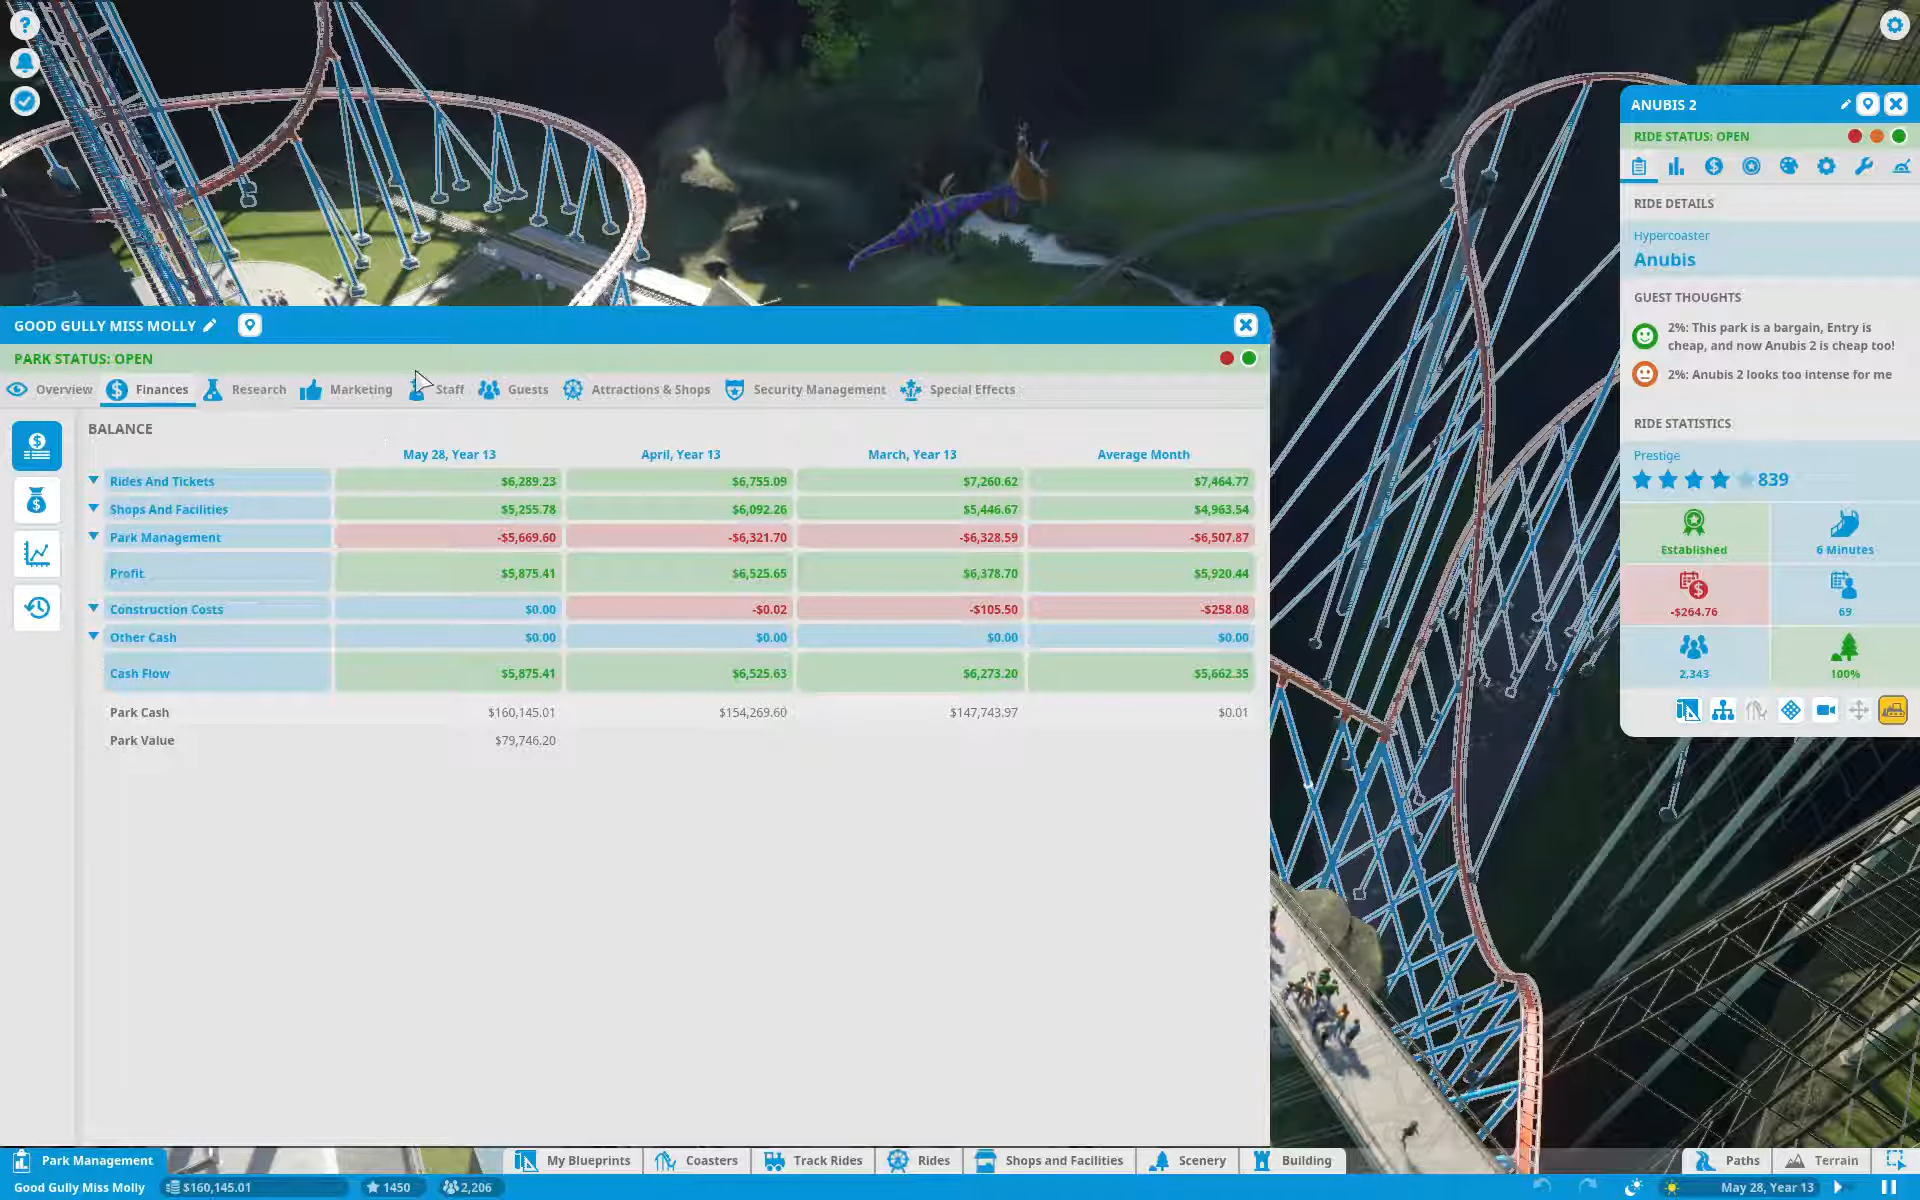 GOOD GULLY MISS MOLLY
PARK STATUS: OPEN
Overview Finances Research Marketing Staff Guests Attractions & Shops Security Management Special Effects
BALANCE
May 28, Year 13 April, Year 13 March, Year 13 Average Month
Rides And Tickets $6,289.23 $6,755.09 $7,260.62 $7,464.77
Shops And Facilities $5,255.78 $6,092.26 $5,446.67 $4,963.54
Park Management -$5,669.60 -$6,321.70 -$6,328.59 -$6,507.87
Profit $5,875.41 $6,525.65 $6,378.70 $5,920.44
Construction Costs $0.00 -$0.02 -$105.50 -$258.08
Other Cash $0.00 $0.00 $0.00 $0.00
Cash Flow $5,875.41 $6,525.63 $6,273.20 $5,662.35
Park Cash $160,145.01 $154,269.60 $147,743.97 $0.01
Park Value $79,746.20
ANUBIS 2
RIDE STATUS: OPEN
RIDE DETAILS
Hypercoaster
Anubis
GUEST THOUGHTS
2%: This park is a bargain, Entry is
cheap, and now Anubis 2 is cheap too!
2%: Anubis 2 looks too intense for me
RIDE STATISTICS
Prestige
839
Established 6 Minutes
-$264.76 69
2,343 100%
Park Management My Blueprints Coasters Track Rides Rides Shops and Facilities Scenery Building Paths Terrain
Good Gully Miss Molly $160,145.01 1450 2,206 May 28, Year 13